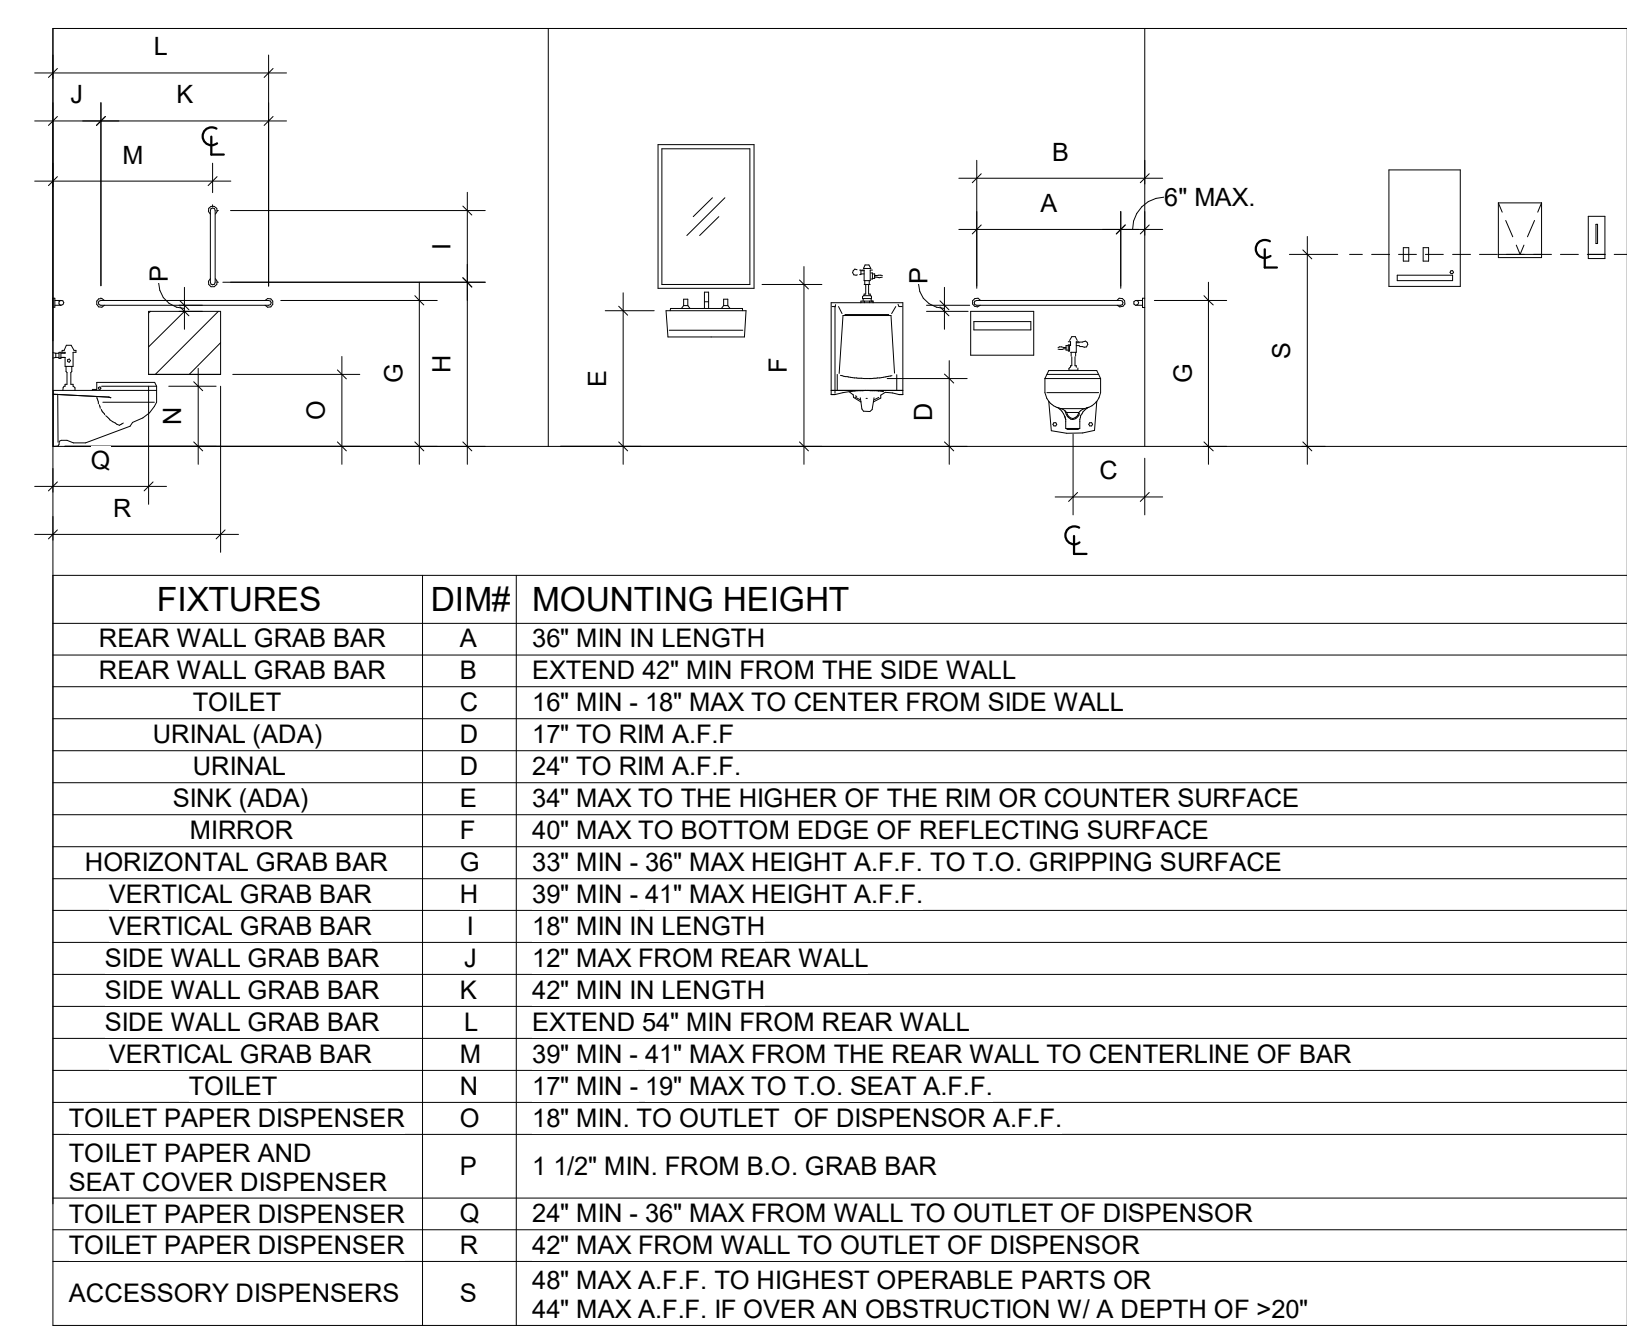 L
J K
M ℄
B
A 6" MAX.
I
P
P
℄
G
H
E
F
D
G
S
N
O
Q
C
R
℄
FIXTURES DIM# MOUNTING HEIGHT
REAR WALL GRAB BAR A 36" MIN IN LENGTH
REAR WALL GRAB BAR B EXTEND 42" MIN FROM THE SIDE WALL
TOILET C 16" MIN - 18" MAX TO CENTER FROM SIDE WALL
URINAL (ADA) D 17" TO RIM A.F.F
URINAL D 24" TO RIM A.F.F.
SINK (ADA) E 34" MAX TO THE HIGHER OF THE RIM OR COUNTER SURFACE
MIRROR F 40" MAX TO BOTTOM EDGE OF REFLECTING SURFACE
HORIZONTAL GRAB BAR G 33" MIN - 36" MAX HEIGHT A.F.F. TO T.O. GRIPPING SURFACE
VERTICAL GRAB BAR H 39" MIN - 41" MAX HEIGHT A.F.F.
VERTICAL GRAB BAR I 18" MIN IN LENGTH
SIDE WALL GRAB BAR J 12" MAX FROM REAR WALL
SIDE WALL GRAB BAR K 42" MIN IN LENGTH
SIDE WALL GRAB BAR L EXTEND 54" MIN FROM REAR WALL
VERTICAL GRAB BAR M 39" MIN - 41" MAX FROM THE REAR WALL TO CENTERLINE OF BAR
TOILET N 17" MIN - 19" MAX TO T.O. SEAT A.F.F.
TOILET PAPER DISPENSER O 18" MIN. TO OUTLET OF DISPENSOR A.F.F.
TOILET PAPER AND
SEAT COVER DISPENSER P 1 1/2" MIN. FROM B.O. GRAB BAR
TOILET PAPER DISPENSER Q 24" MIN - 36" MAX FROM WALL TO OUTLET OF DISPENSOR
TOILET PAPER DISPENSER R 42" MAX FROM WALL TO OUTLET OF DISPENSOR
ACCESSORY DISPENSERS S 48" MAX A.F.F. TO HIGHEST OPERABLE PARTS OR
44" MAX A.F.F. IF OVER AN OBSTRUCTION W/ A DEPTH OF >20"